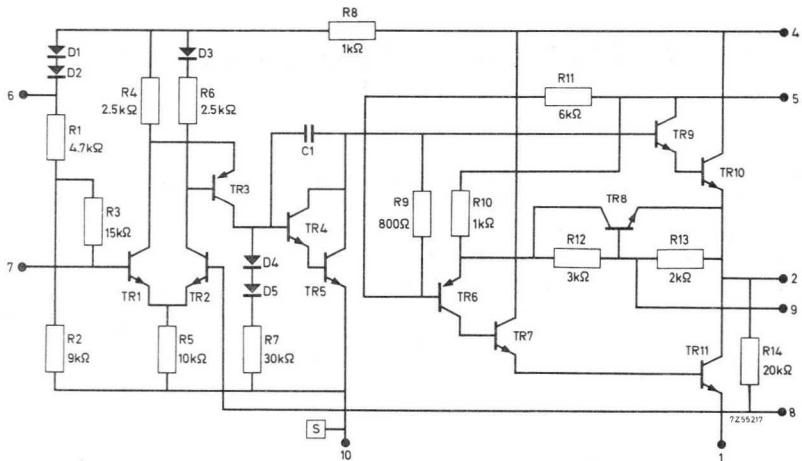 R8
1kΩ
4
D1
D2
D3
R4
2.5kΩ
R6
2.5kΩ
R11
6kΩ
6
5
R1
4.7kΩ
C1
TR9
TR3
TR10
R3
15kΩ
R9
800Ω
R10
1kΩ
TR8
TR4
7
D4
D5
R12
3kΩ
R13
2kΩ
2
TR1
TR2
TR5
TR6
9
R2
9kΩ
R5
10kΩ
R7
30kΩ
TR7
TR11
R14
20kΩ
8
7Z55217
S
10
1